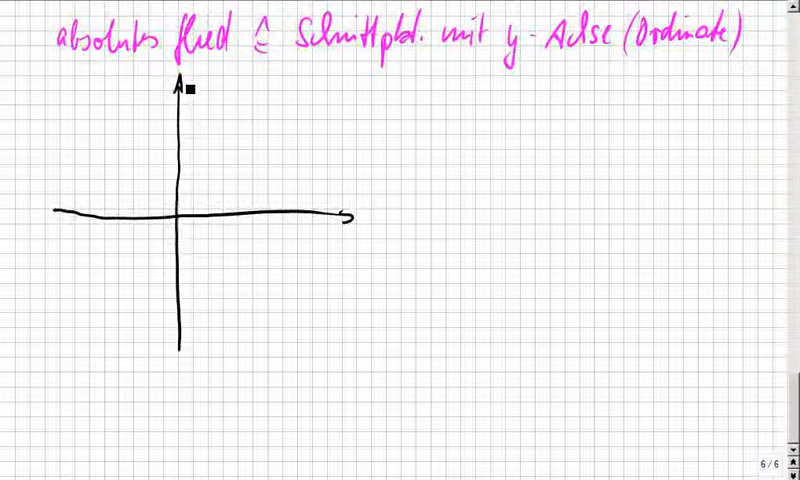 absolutes Glied ≙ Schnittpkt. mit y-Achse (Ordinate)
6/6